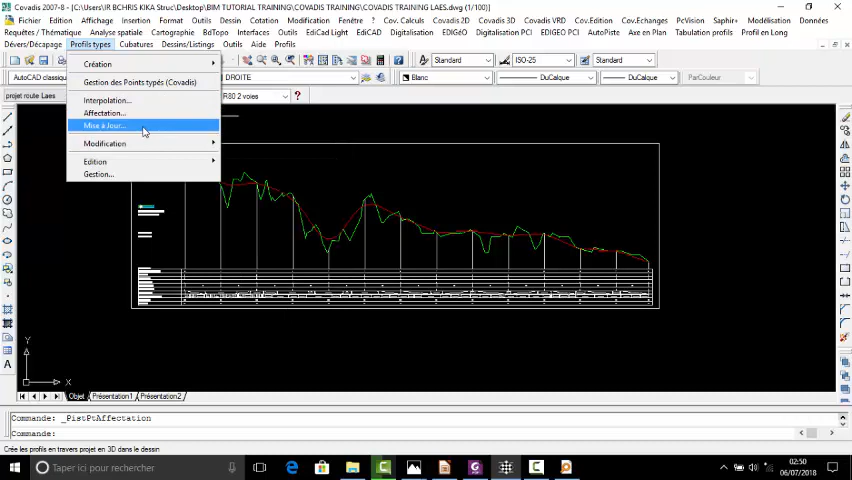 Covadis 2007-8 - [C:\Users\IR BCHRIS KA Struc\Desktop\BIM TUTORIAL TRAINING\COVADIS TRAINING\COVADIS TRAINING LAES.dwg (1/100)]
Fichier Edition Affichage Insertion Format Outils Dessin Cotation Modification Fenêtre ? Cov. Calculs Covadis 2D Covadis 3D Covadis VRD Cov.Edition Cov.Echanges PcVision Saphir+ Modélisation Données
Requêtes / Thématique Drawing Insérer Analyse Spatiale Cartographie BdTopo Interfaces Outils EdiCad Light EdiCAD Digitalisation EDIGéO Digitalisation PCI EDIGEO PCI AutoPiste Axe en Plan Tabulation profils Profil en Long
Dévers/Décapage Profils types Cubatures Dessins/Listings Outils Aide Profils
Standard ISO-25 Standard
AutoCAD classique DROITE Blanc DuCalque DuCalque ParCouleur
projet route Laes R80 2 voies ?
Création
Gestion des Points typés (Covadis)
Interpolation...
Affectation...
Mise à Jour...
Modification
Edition
Gestion...
Y
X
Objet Présentation1 Présentation2
Commande: _PistPtAffectation
Commande:
Crée les profils en travers projet en 3D dans le dessin
Taper ici pour rechercher
02:50
06/07/2018